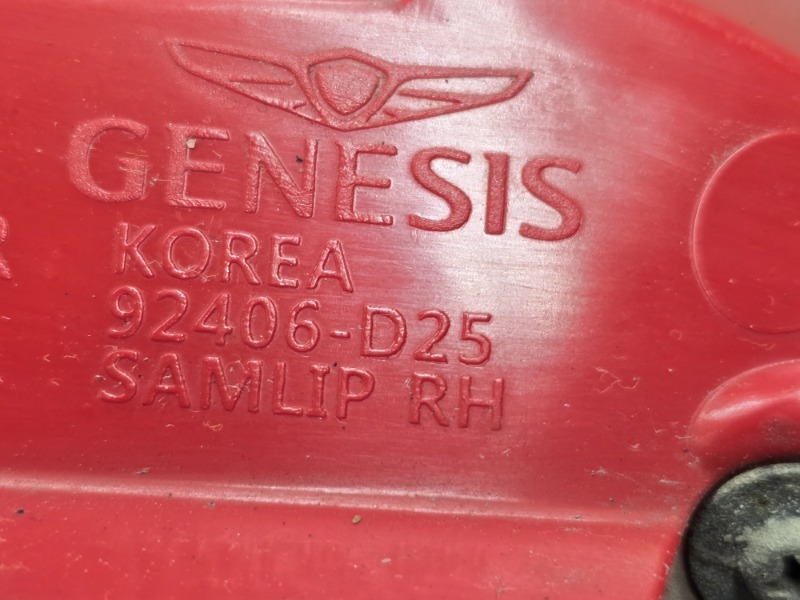 GENESIS
KOREA
92406-D25
SAMLIP RH